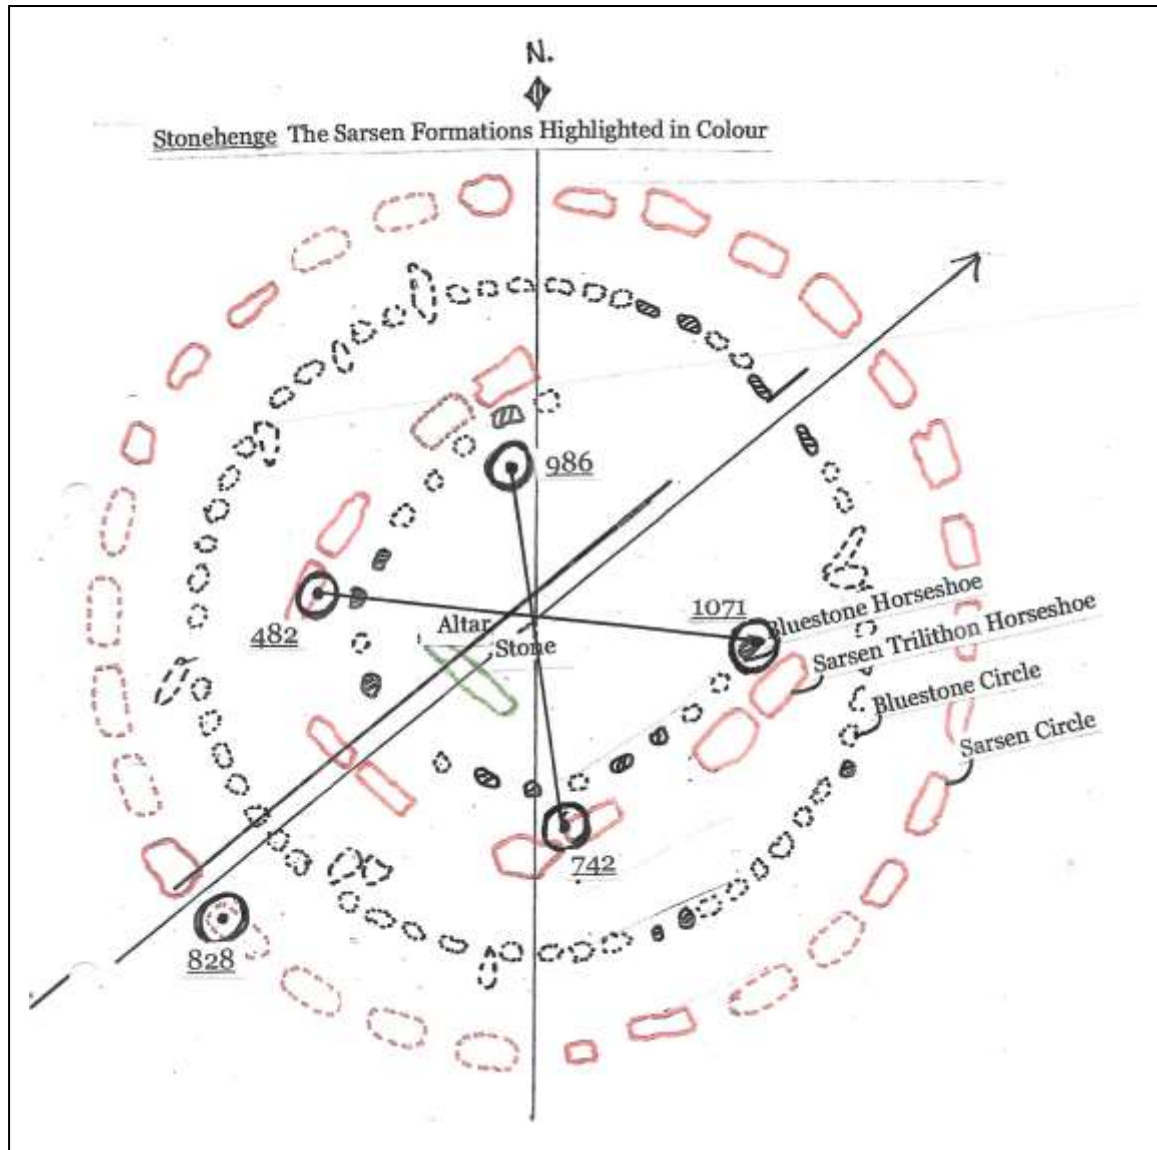 N.
Stonehenge The Sarsen Formations Highlighted in Colour
986
482
1071
Altar
Stone
Bluestone Horseshoe
Sarsen Trilithon Horseshoe
Bluestone Circle
Sarsen Circle
742
828